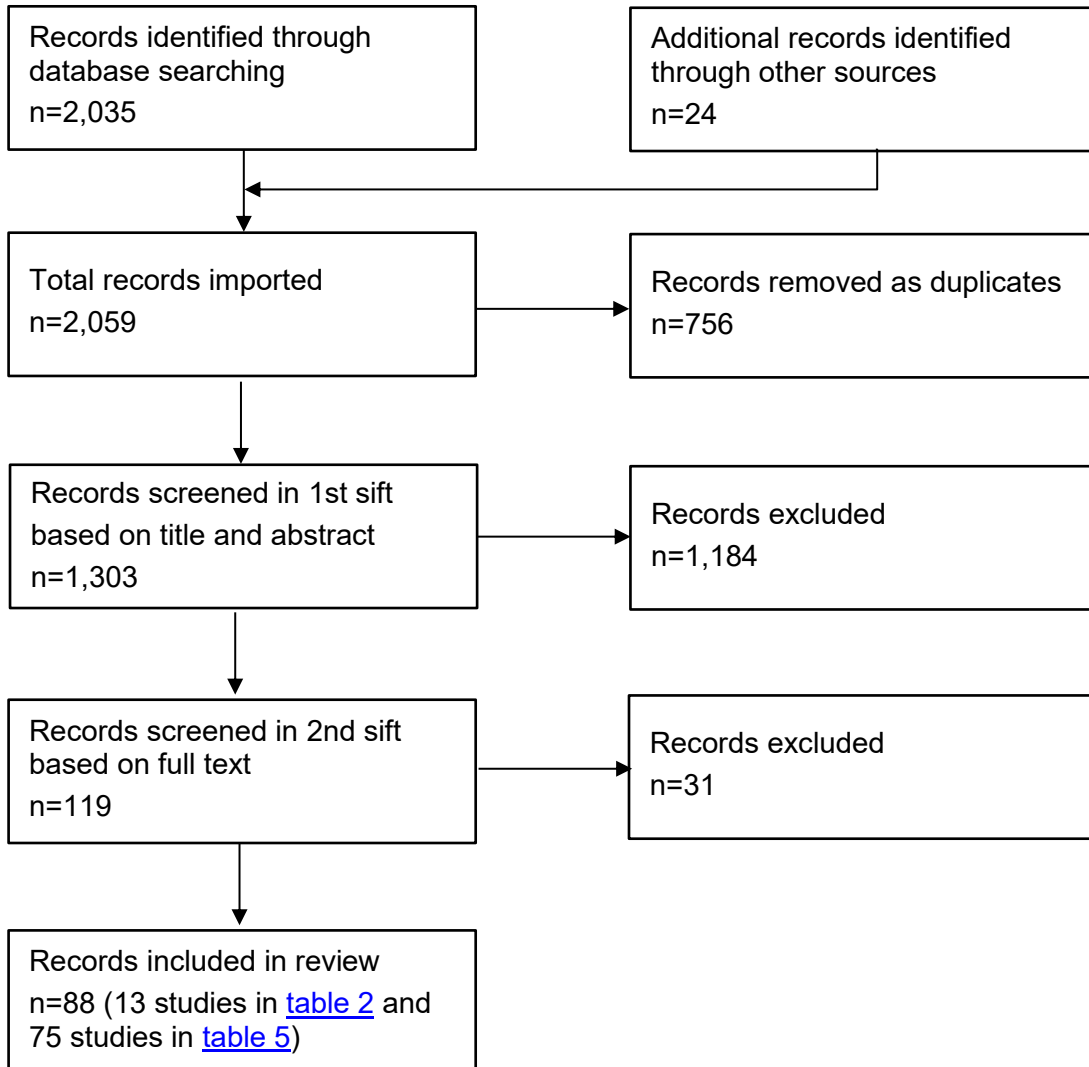 Records identified through
database searching
n=2,035
Additional records identified
through other sources
n=24
Total records imported
n=2,059
Records removed as duplicates
n=756
Records screened in 1st sift
based on title and abstract
n=1,303
Records excluded
n=1,184
Records screened in 2nd sift
based on full text
n=119
Records excluded
n=31
Records included in review
n=88 (13 studies in table 2 and
75 studies in table 5)